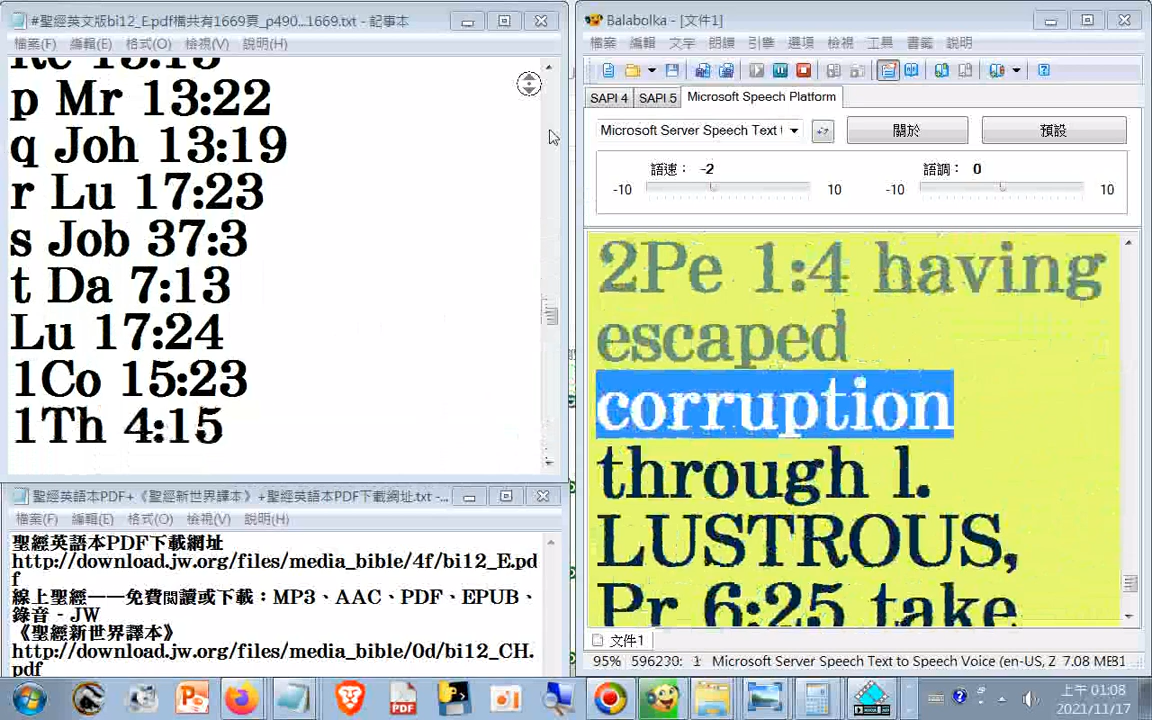 #聖經英文版bi12_E.pdf檔共有1669頁_p490...1669.txt - 記事本
檔案(F) 編輯(E) 格式(O) 檢視(V) 說明(H)
Re 13:13
p Mr 13:22
q Joh 13:19
r Lu 17:23
s Job 37:3
t Da 7:13
Lu 17:24
1Co 15:23
1Th 4:15
聖經英語本PDF+《聖經新世界譯本》+聖經英語本PDF下載網址.txt -...
檔案(F) 編輯(E) 格式(O) 檢視(V) 說明(H)
聖經英語本PDF下載網址
http://download.jw.org/files/media_bible/4f/bi12_E.pd
f
線上聖經——免費閱讀或下載：MP3、AAC、PDF、EPUB、
錄音 - JW
《聖經新世界譯本》
http://download.jw.org/files/media_bible/0d/bi12_CH.
pdf
Balabolka - [文件1]
檔案 編輯 文字 朗讀 引擎 選項 檢視 工具 書籤 說明
SAPI 4 SAPI 5 Microsoft Speech Platform
Microsoft Server Speech Text 關於 預設
語速： -2 語調： 0
-10 10 -10 10
2Pe 1:4 having
escaped
corruption
through l.
LUSTROUS,
Pr 6:25 take
文件1
95% 596230: 1 Microsoft Server Speech Text to Speech Voice (en-US, Z 7.08 MB
PDF
上午 01:08
2021/11/17